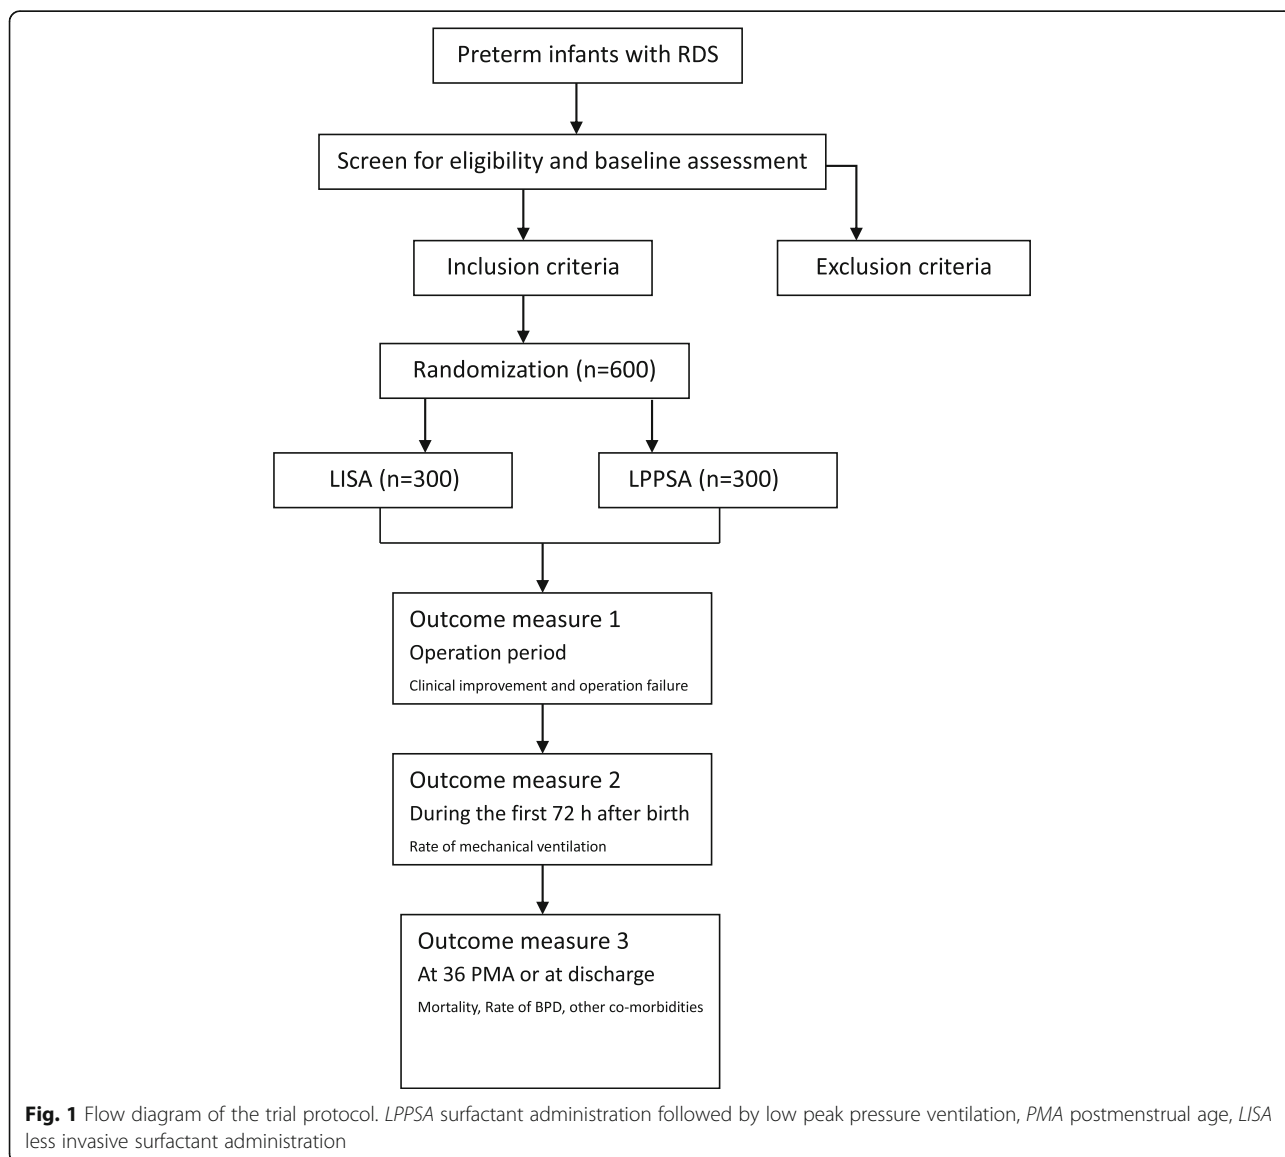 Preterm infants with RDS
Screen for eligibility and baseline assessment
Inclusion criteria
Exclusion criteria
Randomization (n=600)
LISA (n=300)
LPPSA (n=300)
Outcome measure 1
Operation period
Clinical improvement and operation failure
Outcome measure 2
During the first 72 h after birth
Rate of mechanical ventilation
Outcome measure 3
At 36 PMA or at discharge
Mortality, Rate of BPD, other co-morbidities
Fig. 1 Flow diagram of the trial protocol. LPPSA surfactant administration followed by low peak pressure ventilation, PMA postmenstrual age, LISA
less invasive surfactant administration